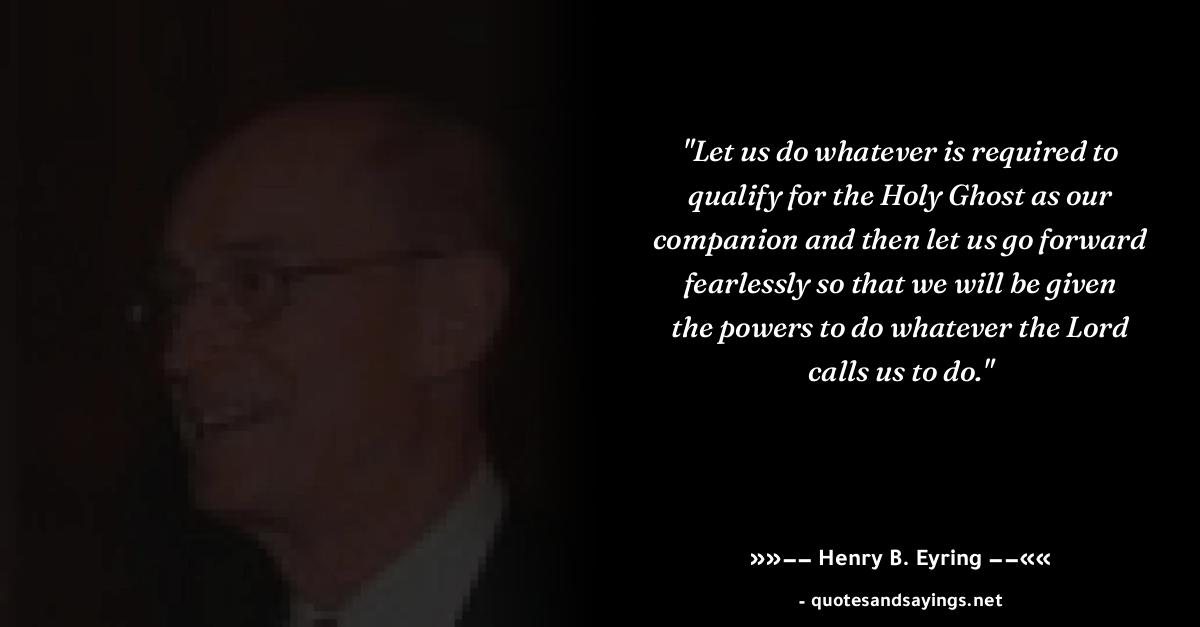 "Let us do whatever is required to
qualify for the Holy Ghost as our
companion and then let us go forward
fearlessly so that we will be given
the powers to do whatever the Lord
calls us to do."
»»−− Henry B. Eyring −−««
- quotesandsayings.net